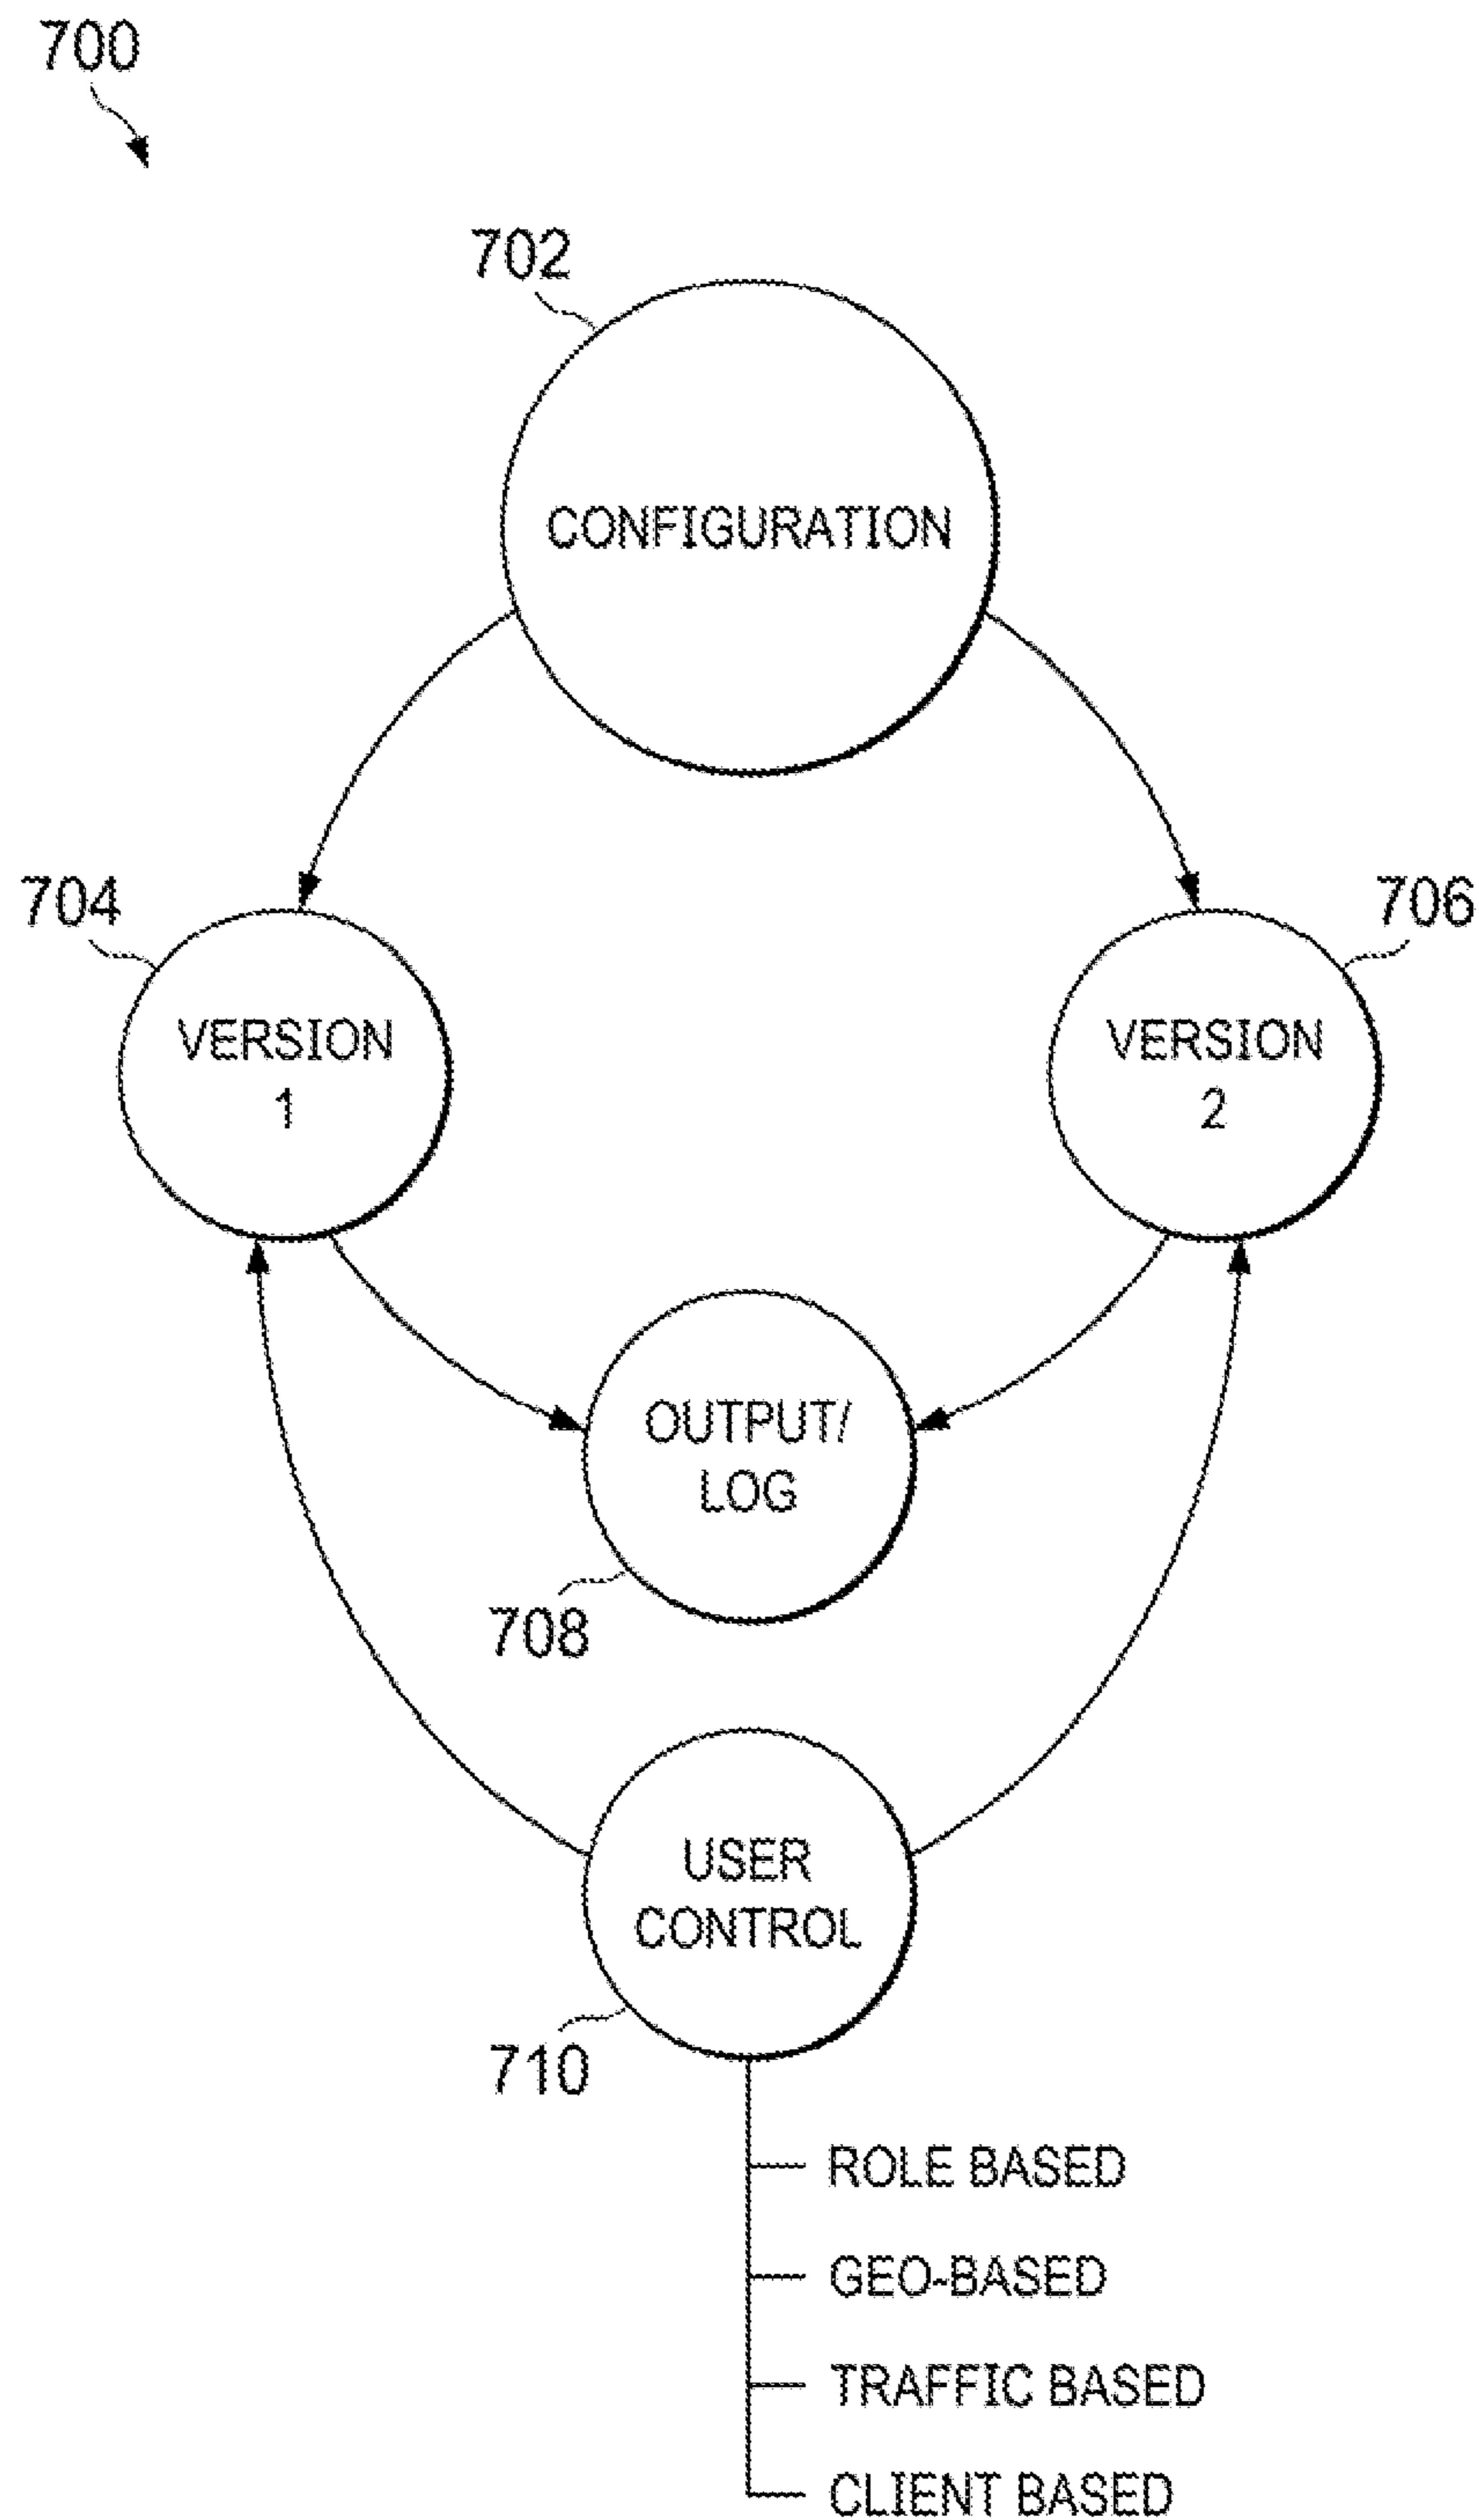 700
702
CONFIGURATION
704
706
VERSION
1
VERSION
2
OUTPUT/
LOG
708
USER
CONTROL
710
ROLE BASED
GEO-BASED
TRAFFIC BASED
CLIENT BASED